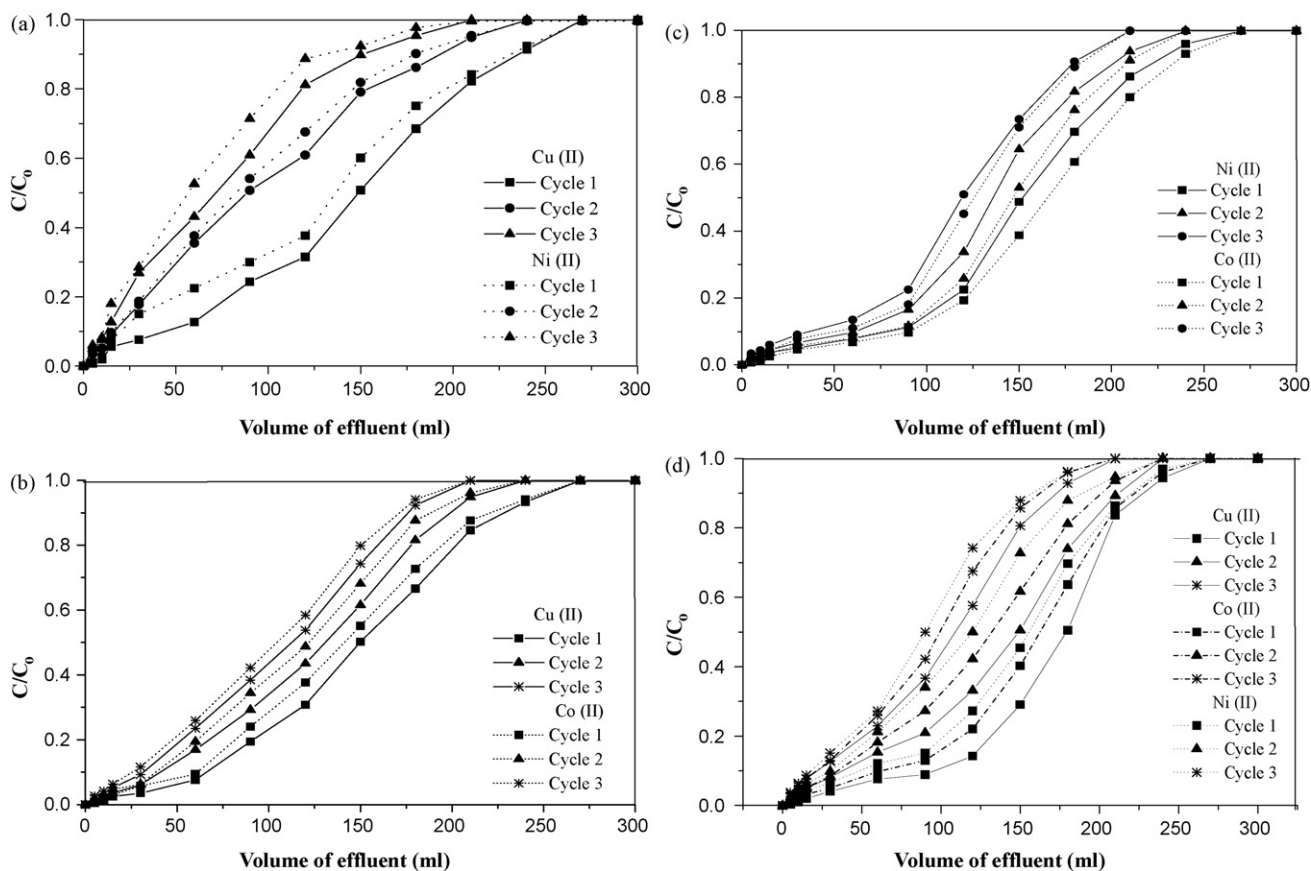 (a)
1.0
0.8
0.6
0.4
0.2
0.0
C/C₀
0 50 100 150 200 250 300
Volume of effluent (ml)
Cu (II)
Cycle 1
Cycle 2
Cycle 3
Ni (II)
Cycle 1
Cycle 2
Cycle 3
(c)
1.0
0.8
0.6
0.4
0.2
0.0
C/C₀
0 50 100 150 200 250 300
Volume of effluent (ml)
Ni (II)
Cycle 1
Cycle 2
Cycle 3
Co (II)
Cycle 1
Cycle 2
Cycle 3
(b)
1.0
0.8
0.6
0.4
0.2
0.0
C/C₀
0 50 100 150 200 250 300
Volume of effluent (ml)
Cu (II)
Cycle 1
Cycle 2
Cycle 3
Co (II)
Cycle 1
Cycle 2
Cycle 3
(d)
1.0
0.8
0.6
0.4
0.2
0.0
C/C₀
0 50 100 150 200 250 300
Volume of effluent (ml)
Cu (II)
Cycle 1
Cycle 2
Cycle 3
Co (II)
Cycle 1
Cycle 2
Cycle 3
Ni (II)
Cycle 1
Cycle 2
Cycle 3